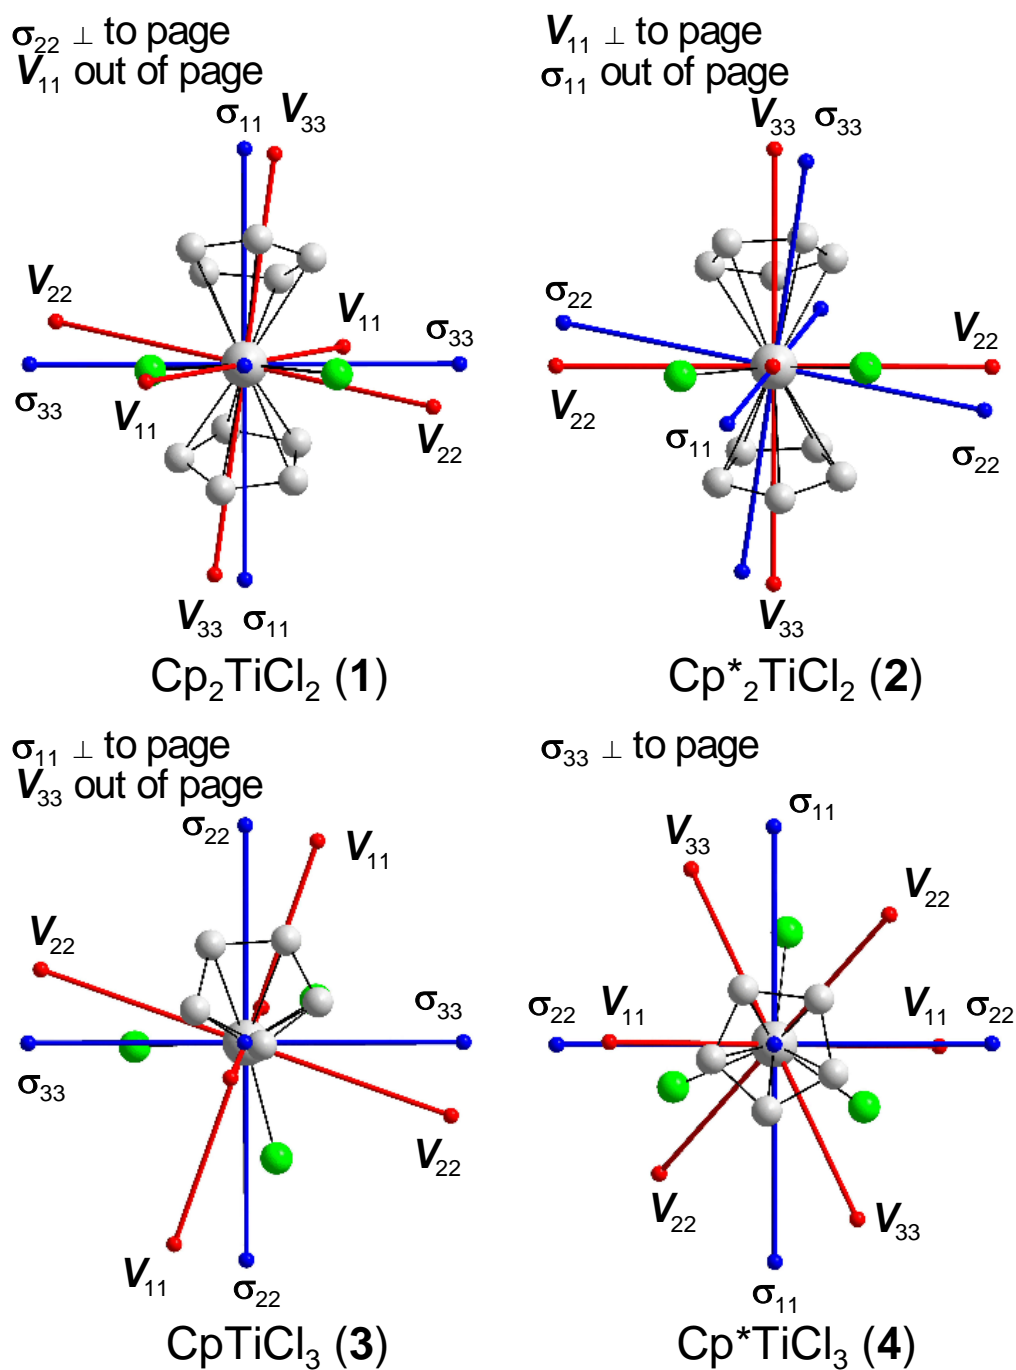 σ22 ⊥ to page
V11 out of page
σ11 V33
V22
V11
σ33
σ33
V11
V22
V33 σ11
Cp2TiCl2 (1)
V11 ⊥ to page
σ11 out of page
V33 σ33
σ22
V22
V22
σ11
σ22
V33
Cp*2TiCl2 (2)
σ11 ⊥ to page
V33 out of page
σ22
V11
V22
σ33
σ33
V22
V11
σ22
CpTiCl3 (3)
σ33 ⊥ to page
σ11
V33
V22
σ22 V11
V11 σ22
V22
V33
σ11
Cp*TiCl3 (4)